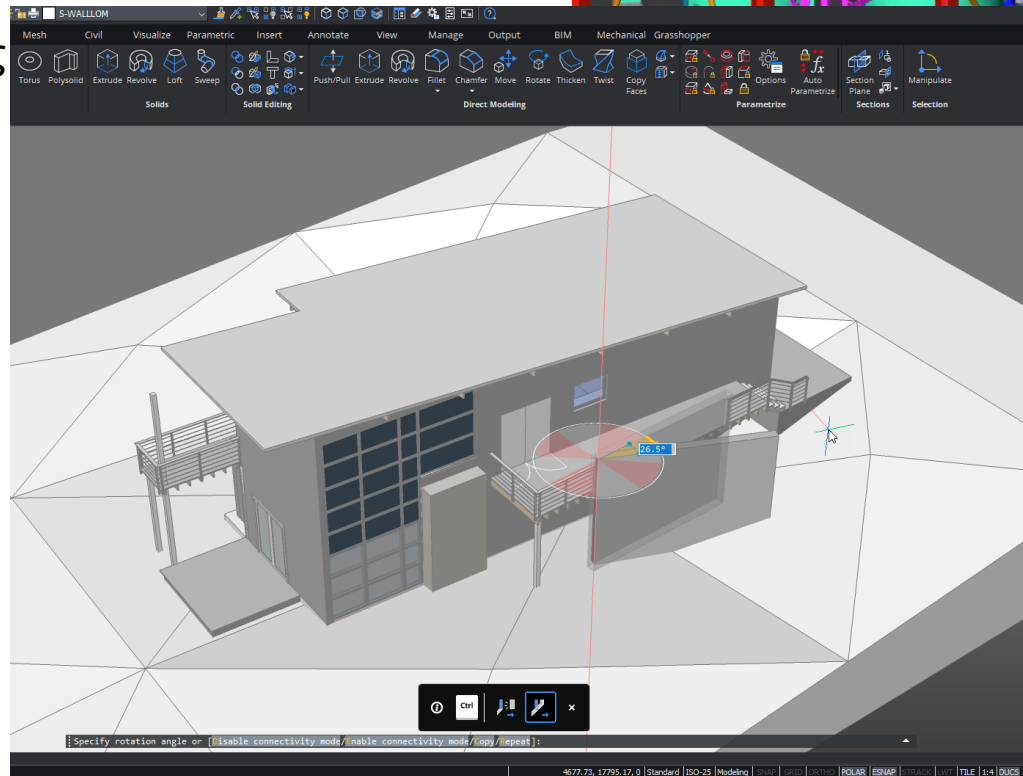 S-WALLLOM
Mesh Civil Visualize Parametric Insert Annotate View Manage Output BIM Mechanical Grasshopper
s
Torus Polysolid Extrude Revolve Loft Sweep Push/Pull Extrude Revolve Fillet Chamfer Move Rotate Thicken Twist Copy Faces Options Auto Parametrize Section Plane Manipulate
Solids Solid Editing Direct Modeling Parametrize Sections Selection
26.5°
Ctrl
Specify rotation angle or [Disable connectivity mode/Enable connectivity mode/Copy/Repeat]:
4677.73, 17795.17, 0 Standard ISO-25 Modeling SNAP GRID ORTHO POLAR ESNAP STRACK LWT TILE 1:4 DUCS